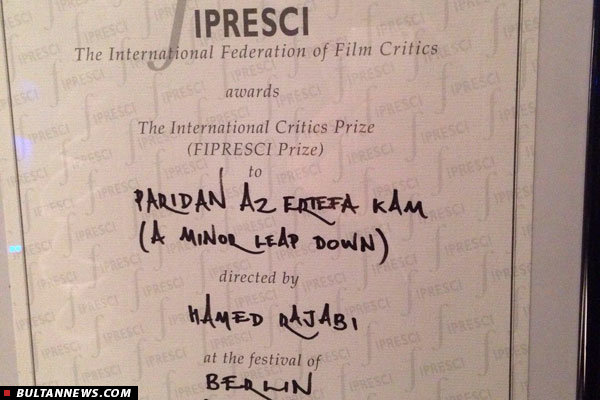 FIPRESCI
The International Federation of Film Critics
awards
The International Critics Prize
(FIPRESCI Prize)
to
PARIDAN AZ ERTEFA KAM
(A MINOR LEAP DOWN)
directed by
HAMED RAJABI
at the festival of
BERLIN
BULTANNEWS.COM